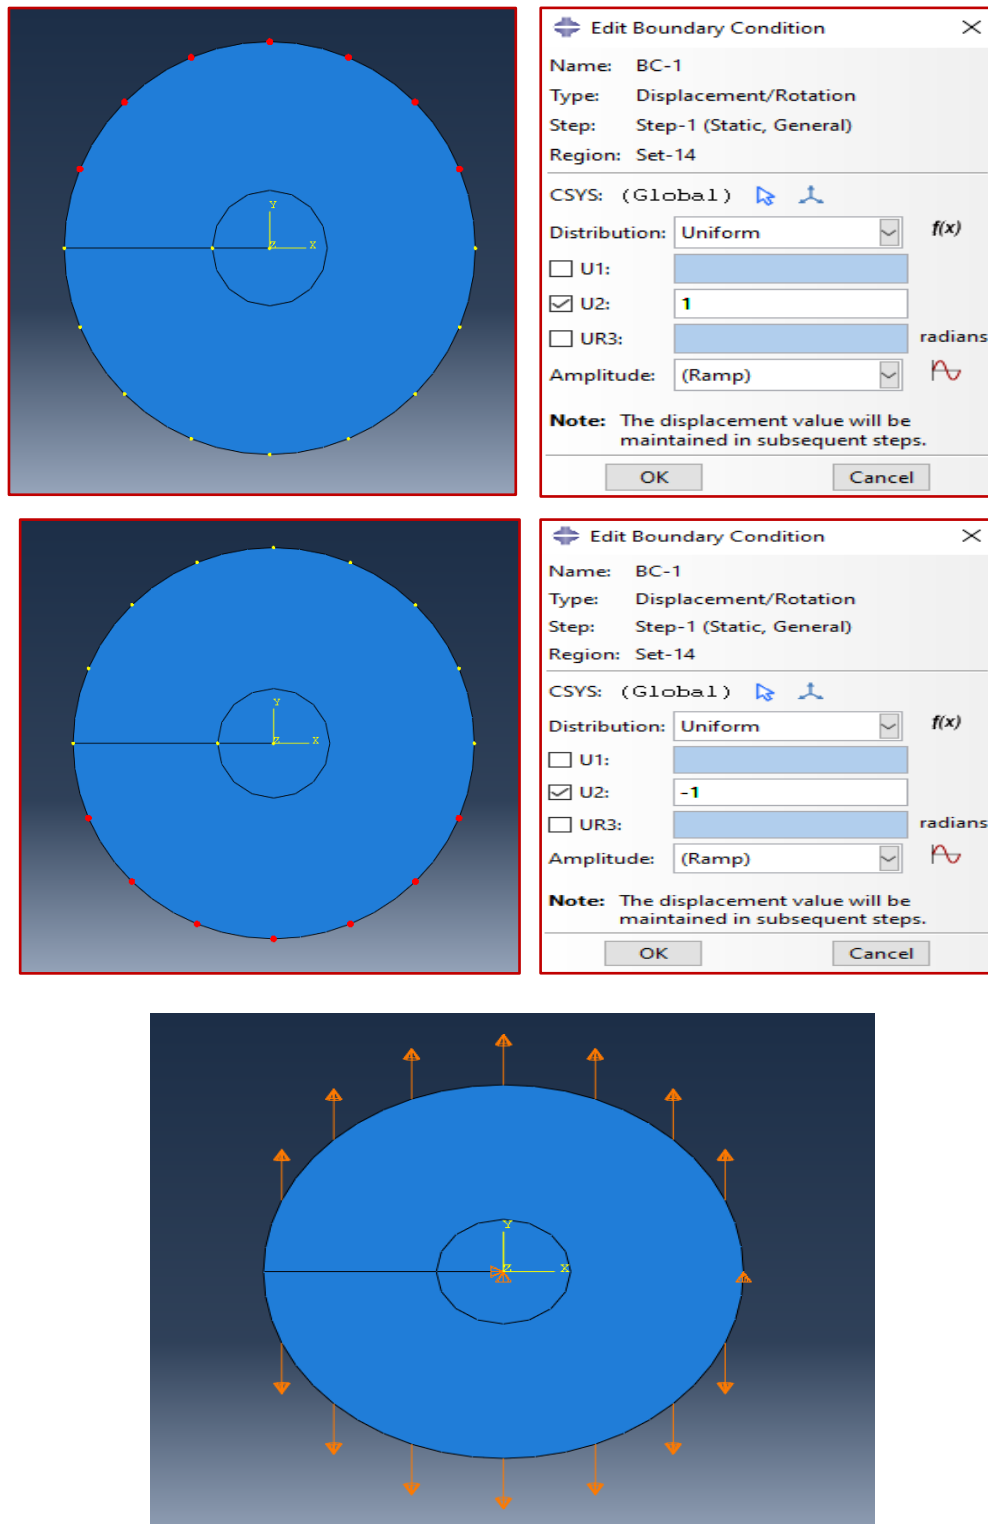 Y
Z X
Edit Boundary Condition
Name: BC-1
Type: Displacement/Rotation
Step: Step-1 (Static, General)
Region: Set-14
CSYS: (Global)
Distribution: Uniform f(x)
U1:
U2: 1
UR3: radians
Amplitude: (Ramp)
Note: The displacement value will be
maintained in subsequent steps.
OK Cancel
Y
Z X
Edit Boundary Condition
Name: BC-1
Type: Displacement/Rotation
Step: Step-1 (Static, General)
Region: Set-14
CSYS: (Global)
Distribution: Uniform f(x)
U1:
U2: -1
UR3: radians
Amplitude: (Ramp)
Note: The displacement value will be
maintained in subsequent steps.
OK Cancel
Y
Z X